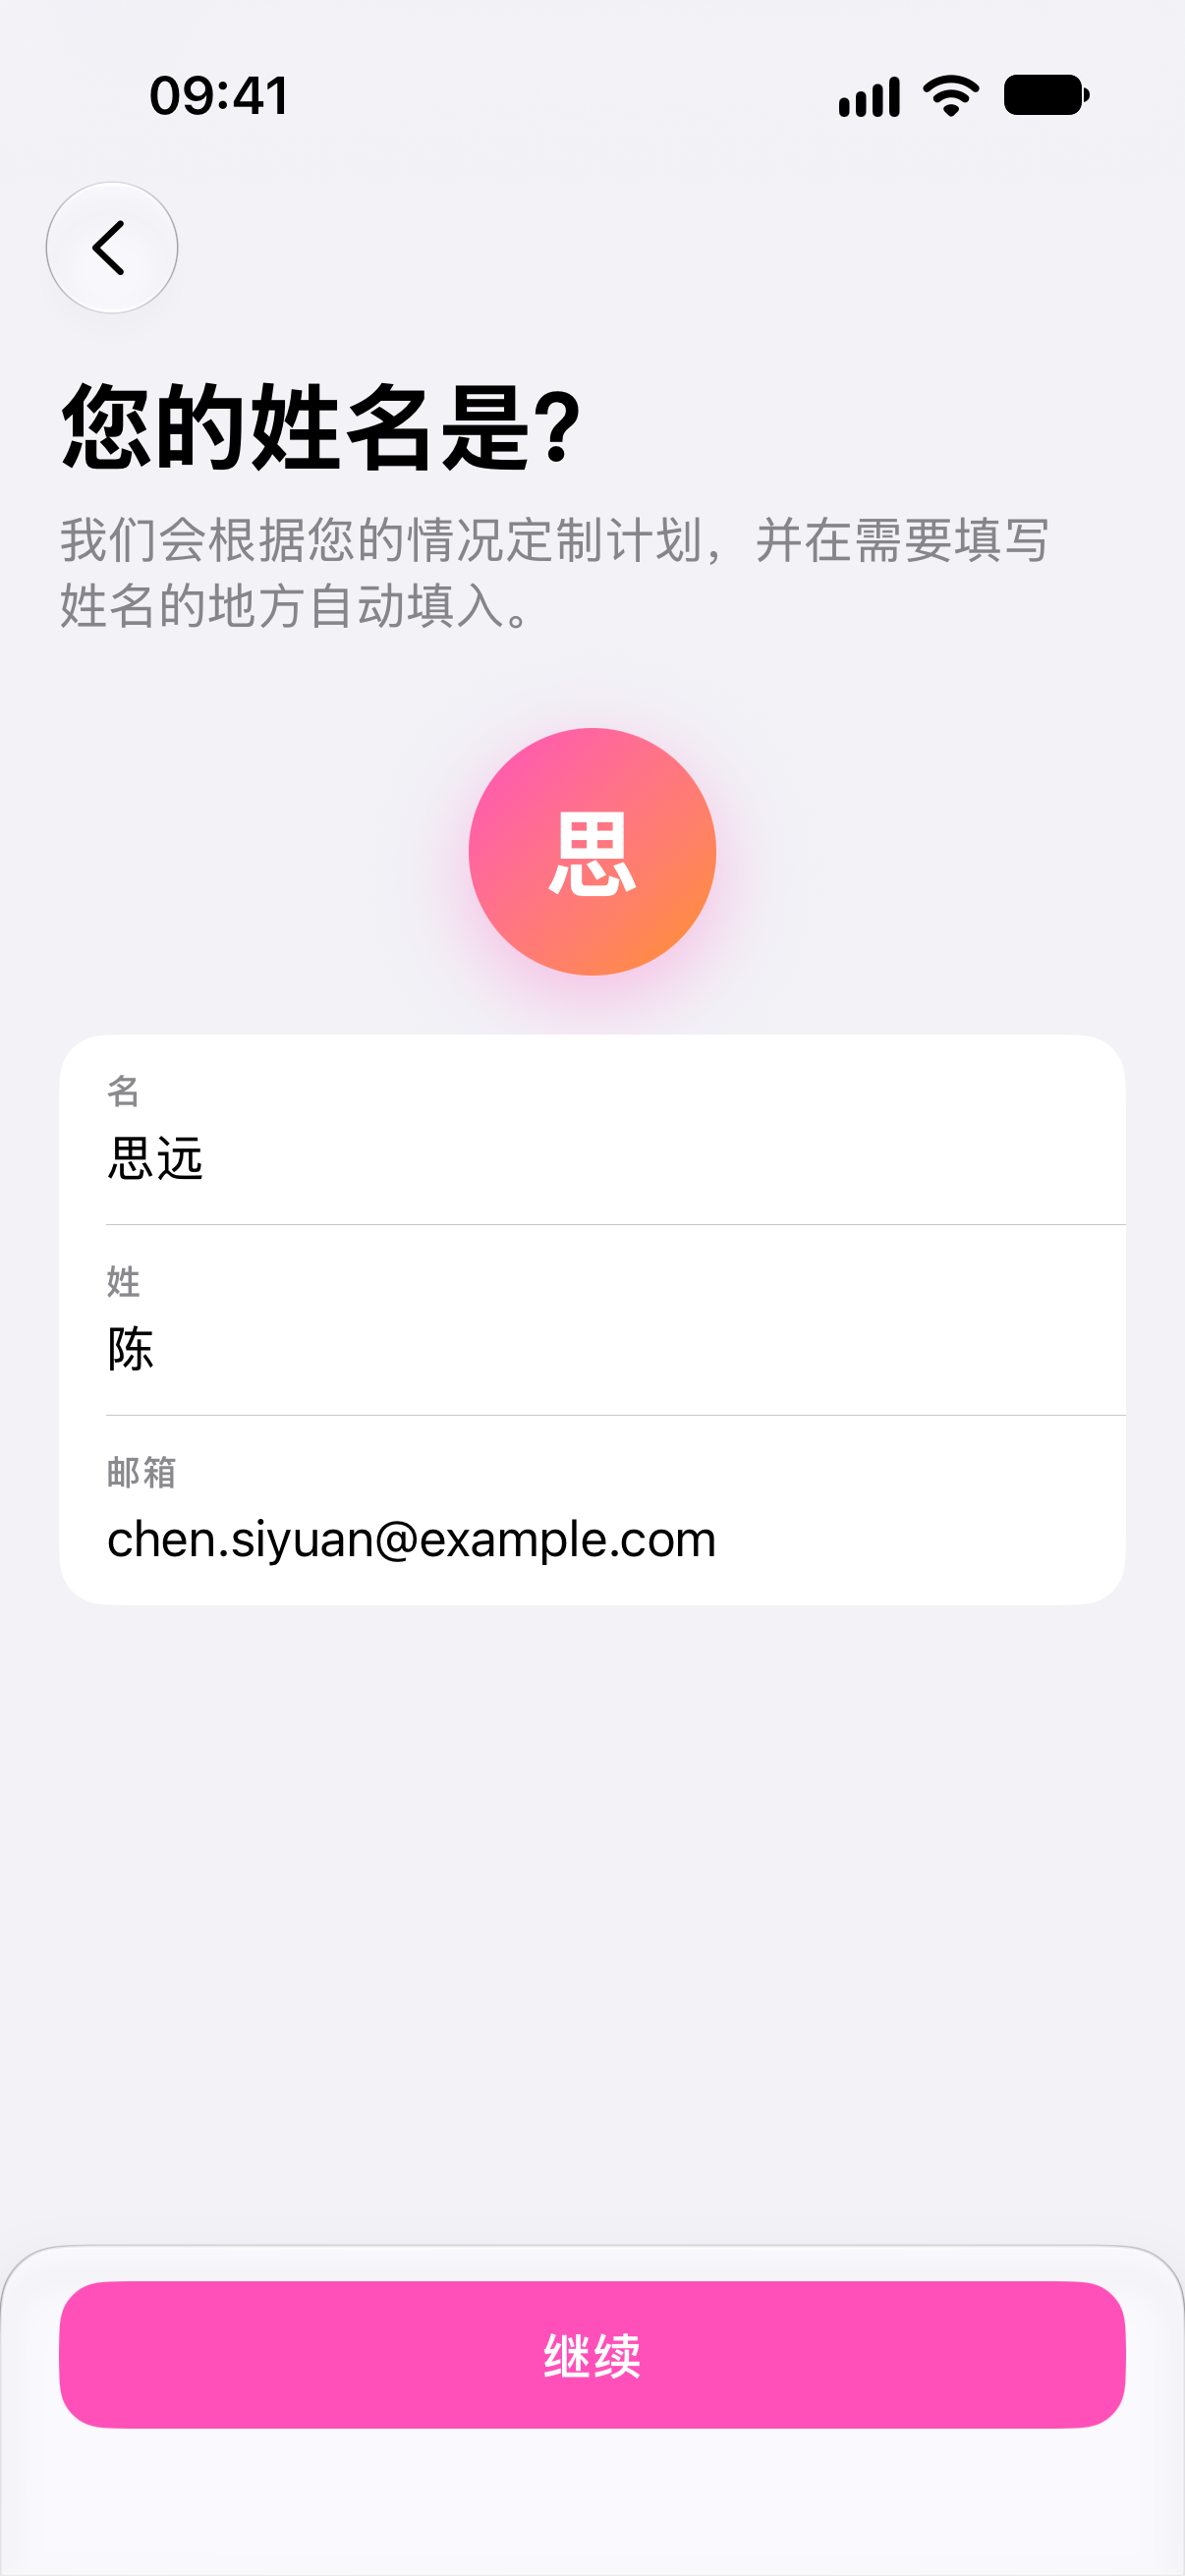 09:41
您的姓名是?
我们会根据您的情况定制计划，并在需要填写
姓名的地方自动填入。
思
名
思远
姓
陈
邮箱
chen.siyuan@example.com
继续